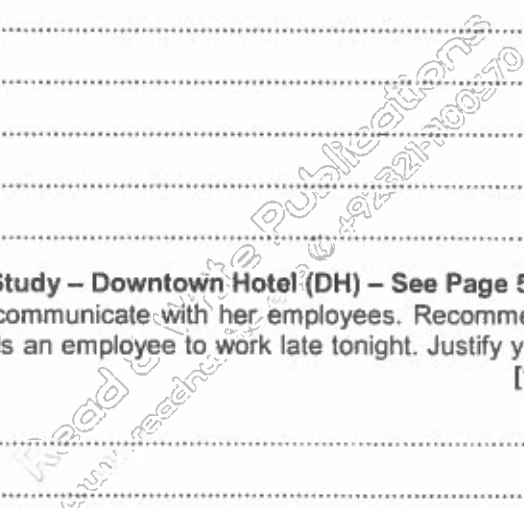 Study – Downtown Hotel (DH) – See Page 5
communicate with her employees. Recomme
s an employee to work late tonight. Justify y
[
Read & Write Publications